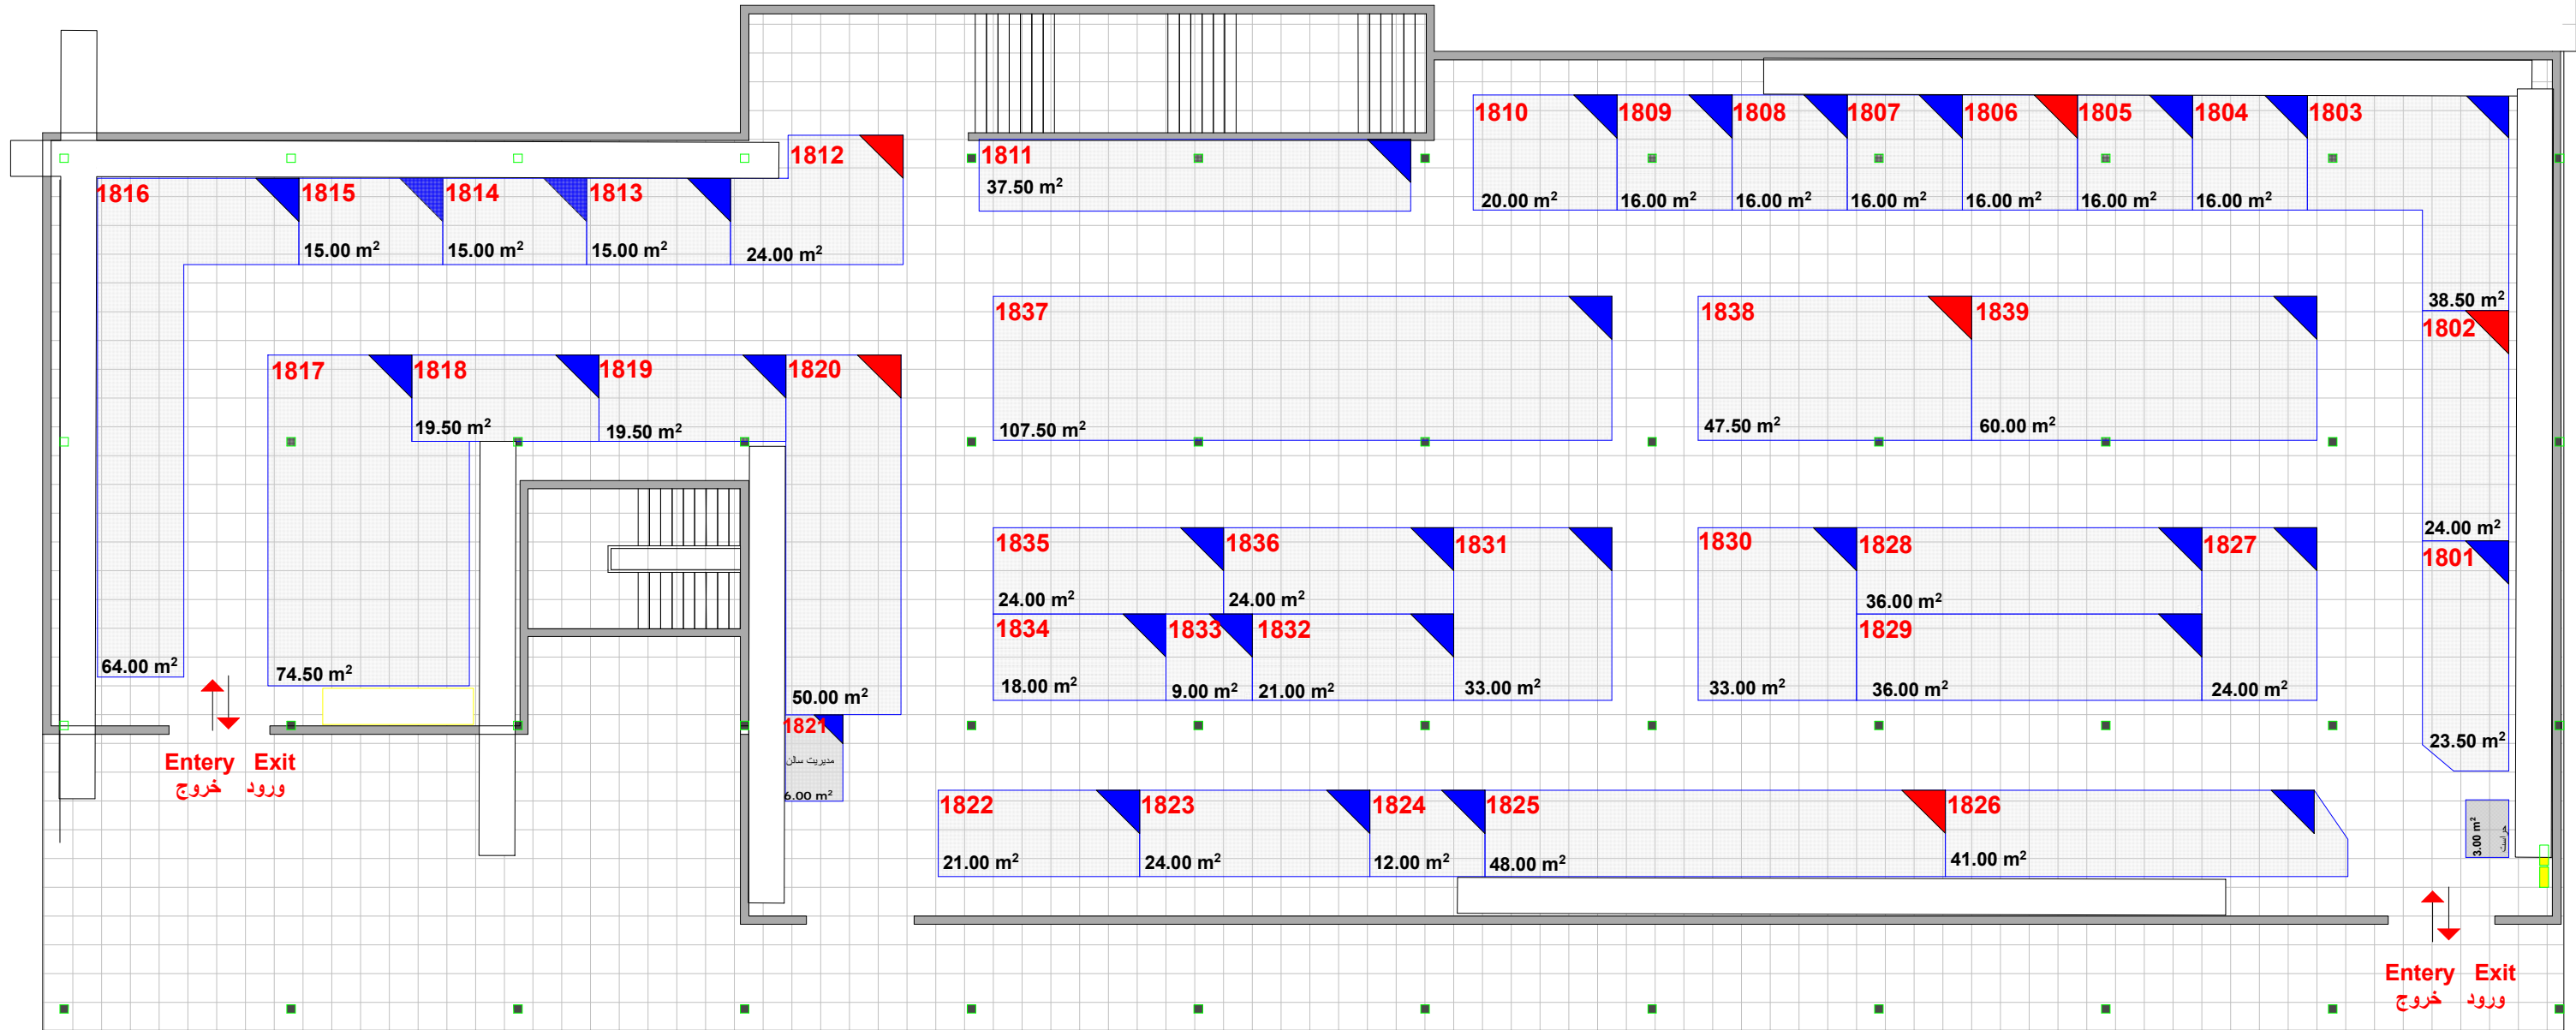 1810
20.00 m²
1809
16.00 m²
1808
16.00 m²
1807
16.00 m²
1806
16.00 m²
1805
16.00 m²
1804
16.00 m²
1803
38.50 m²
1812
24.00 m²
1811
37.50 m²
1816
64.00 m²
1815
15.00 m²
1814
15.00 m²
1813
15.00 m²
1837
107.50 m²
1838
47.50 m²
1839
60.00 m²
1802
24.00 m²
1817
74.50 m²
1818
19.50 m²
1819
19.50 m²
1820
50.00 m²
1835
24.00 m²
1836
24.00 m²
1831
33.00 m²
1830
33.00 m²
1828
36.00 m²
1827
24.00 m²
1801
23.50 m²
1834
18.00 m²
1833
9.00 m²
1832
21.00 m²
1829
36.00 m²
1821
مدیریت سالن
6.00 m²
Entery Exit
ورود خروج
1822
21.00 m²
1823
24.00 m²
1824
12.00 m²
1825
48.00 m²
1826
41.00 m²
3.00 m²
حراست
Entery Exit
ورود خروج